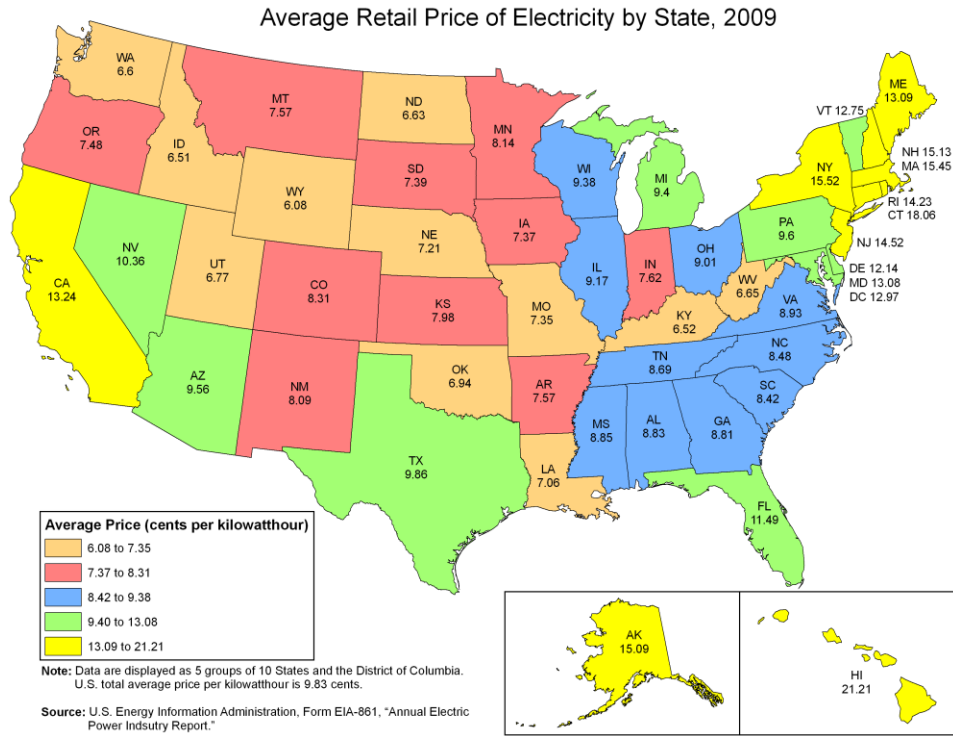 Average Retail Price of Electricity by State, 2009
WA
6.6
MT
7.57
ND
6.63
MN
8.14
ME
13.09
VT 12.75
OR
7.48
ID
6.51
SD
7.39
WI
9.38
MI
9.4
NY
15.52
NH 15.13
MA 15.45
RI 14.23
CT 18.06
WY
6.08
IA
7.37
NE
7.21
PA
9.6
NJ 14.52
NV
10.36
UT
6.77
CA
13.24
CO
8.31
KS
7.98
MO
7.35
IL
9.17
IN
7.62
OH
9.01
WV
6.65
DE 12.14
MD 13.08
DC 12.97
VA
8.93
KY
6.52
NC
8.48
TN
8.69
SC
8.42
AZ
9.56
NM
8.09
OK
6.94
AR
7.57
MS
8.85
AL
8.83
GA
8.81
TX
9.86
LA
7.06
FL
11.49
Average Price (cents per kilowatthour)
6.08 to 7.35
7.37 to 8.31
8.42 to 9.38
9.40 to 13.08
13.09 to 21.21
AK
15.09
HI
21.21
Note: Data are displayed as 5 groups of 10 States and the District of Columbia.
U.S. total average price per kilowatthour is 9.83 cents.
Source: U.S. Energy Information Administration, Form EIA-861, “Annual Electric
Power Indsutry Report.”